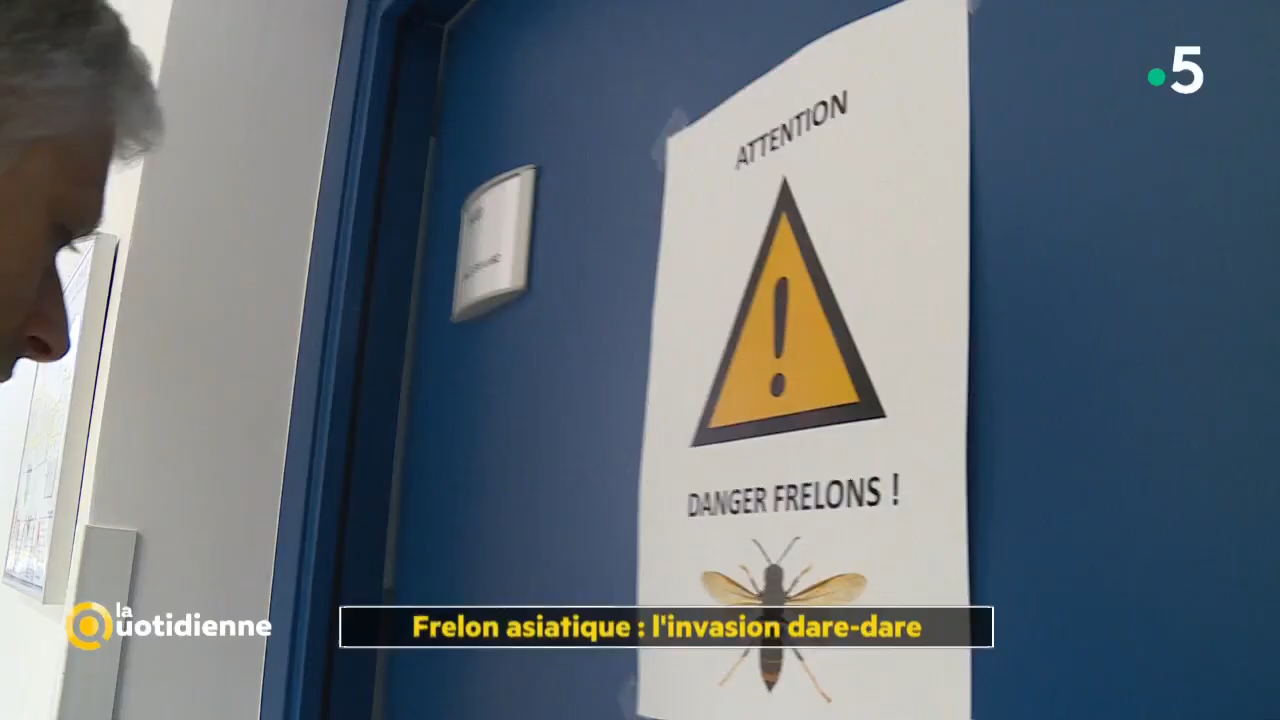 5
ATTENTION
!
DANGER FRELONS !
la
Quotidienne
Frelon asiatique : l'invasion dare-dare